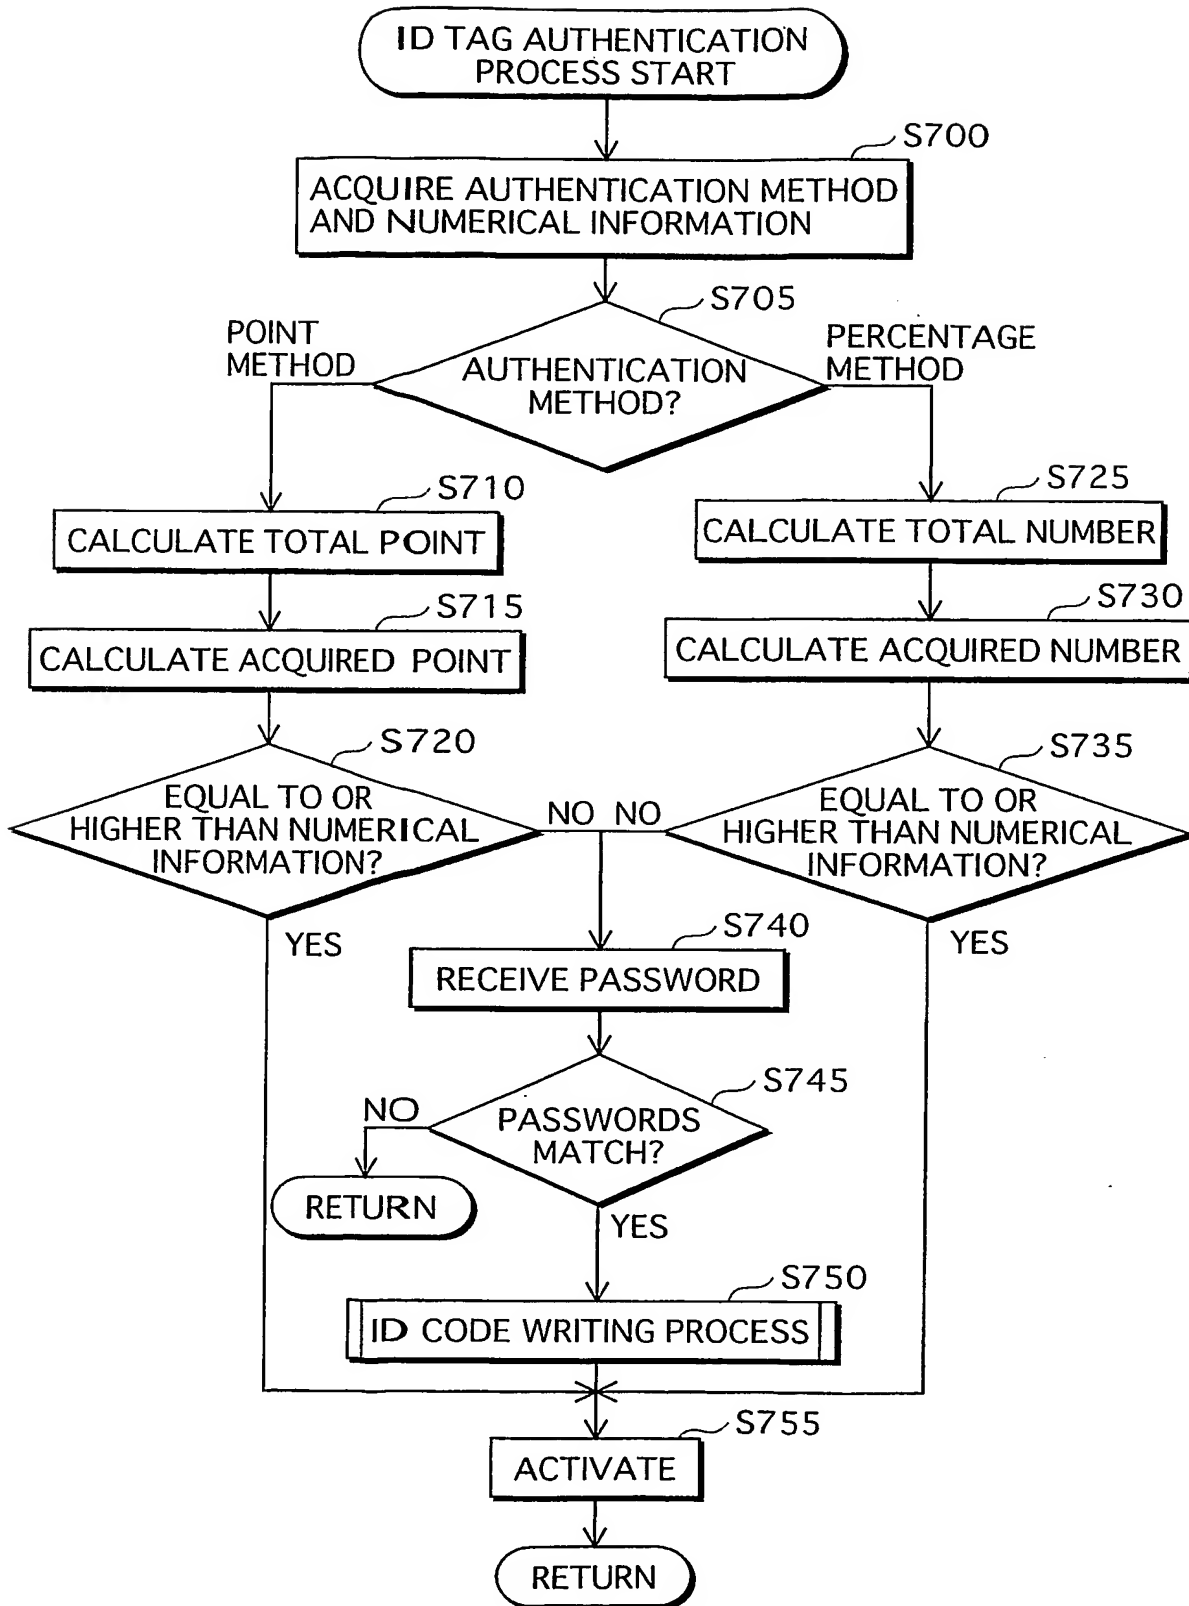 ID TAG AUTHENTICATION
PROCESS START
S700
ACQUIRE AUTHENTICATION METHOD
AND NUMERICAL INFORMATION
S705
POINT
METHOD
PERCENTAGE
METHOD
AUTHENTICATION
METHOD?
S710
S725
CALCULATE TOTAL POINT
CALCULATE TOTAL NUMBER
S715
S730
CALCULATE ACQUIRED POINT
CALCULATE ACQUIRED NUMBER
S720
S735
EQUAL TO OR
HIGHER THAN NUMERICAL
INFORMATION?
NO NO
EQUAL TO OR
HIGHER THAN NUMERICAL
INFORMATION?
YES
S740
YES
RECEIVE PASSWORD
S745
NO
PASSWORDS
MATCH?
RETURN
YES
S750
ID CODE WRITING PROCESS
S755
ACTIVATE
RETURN